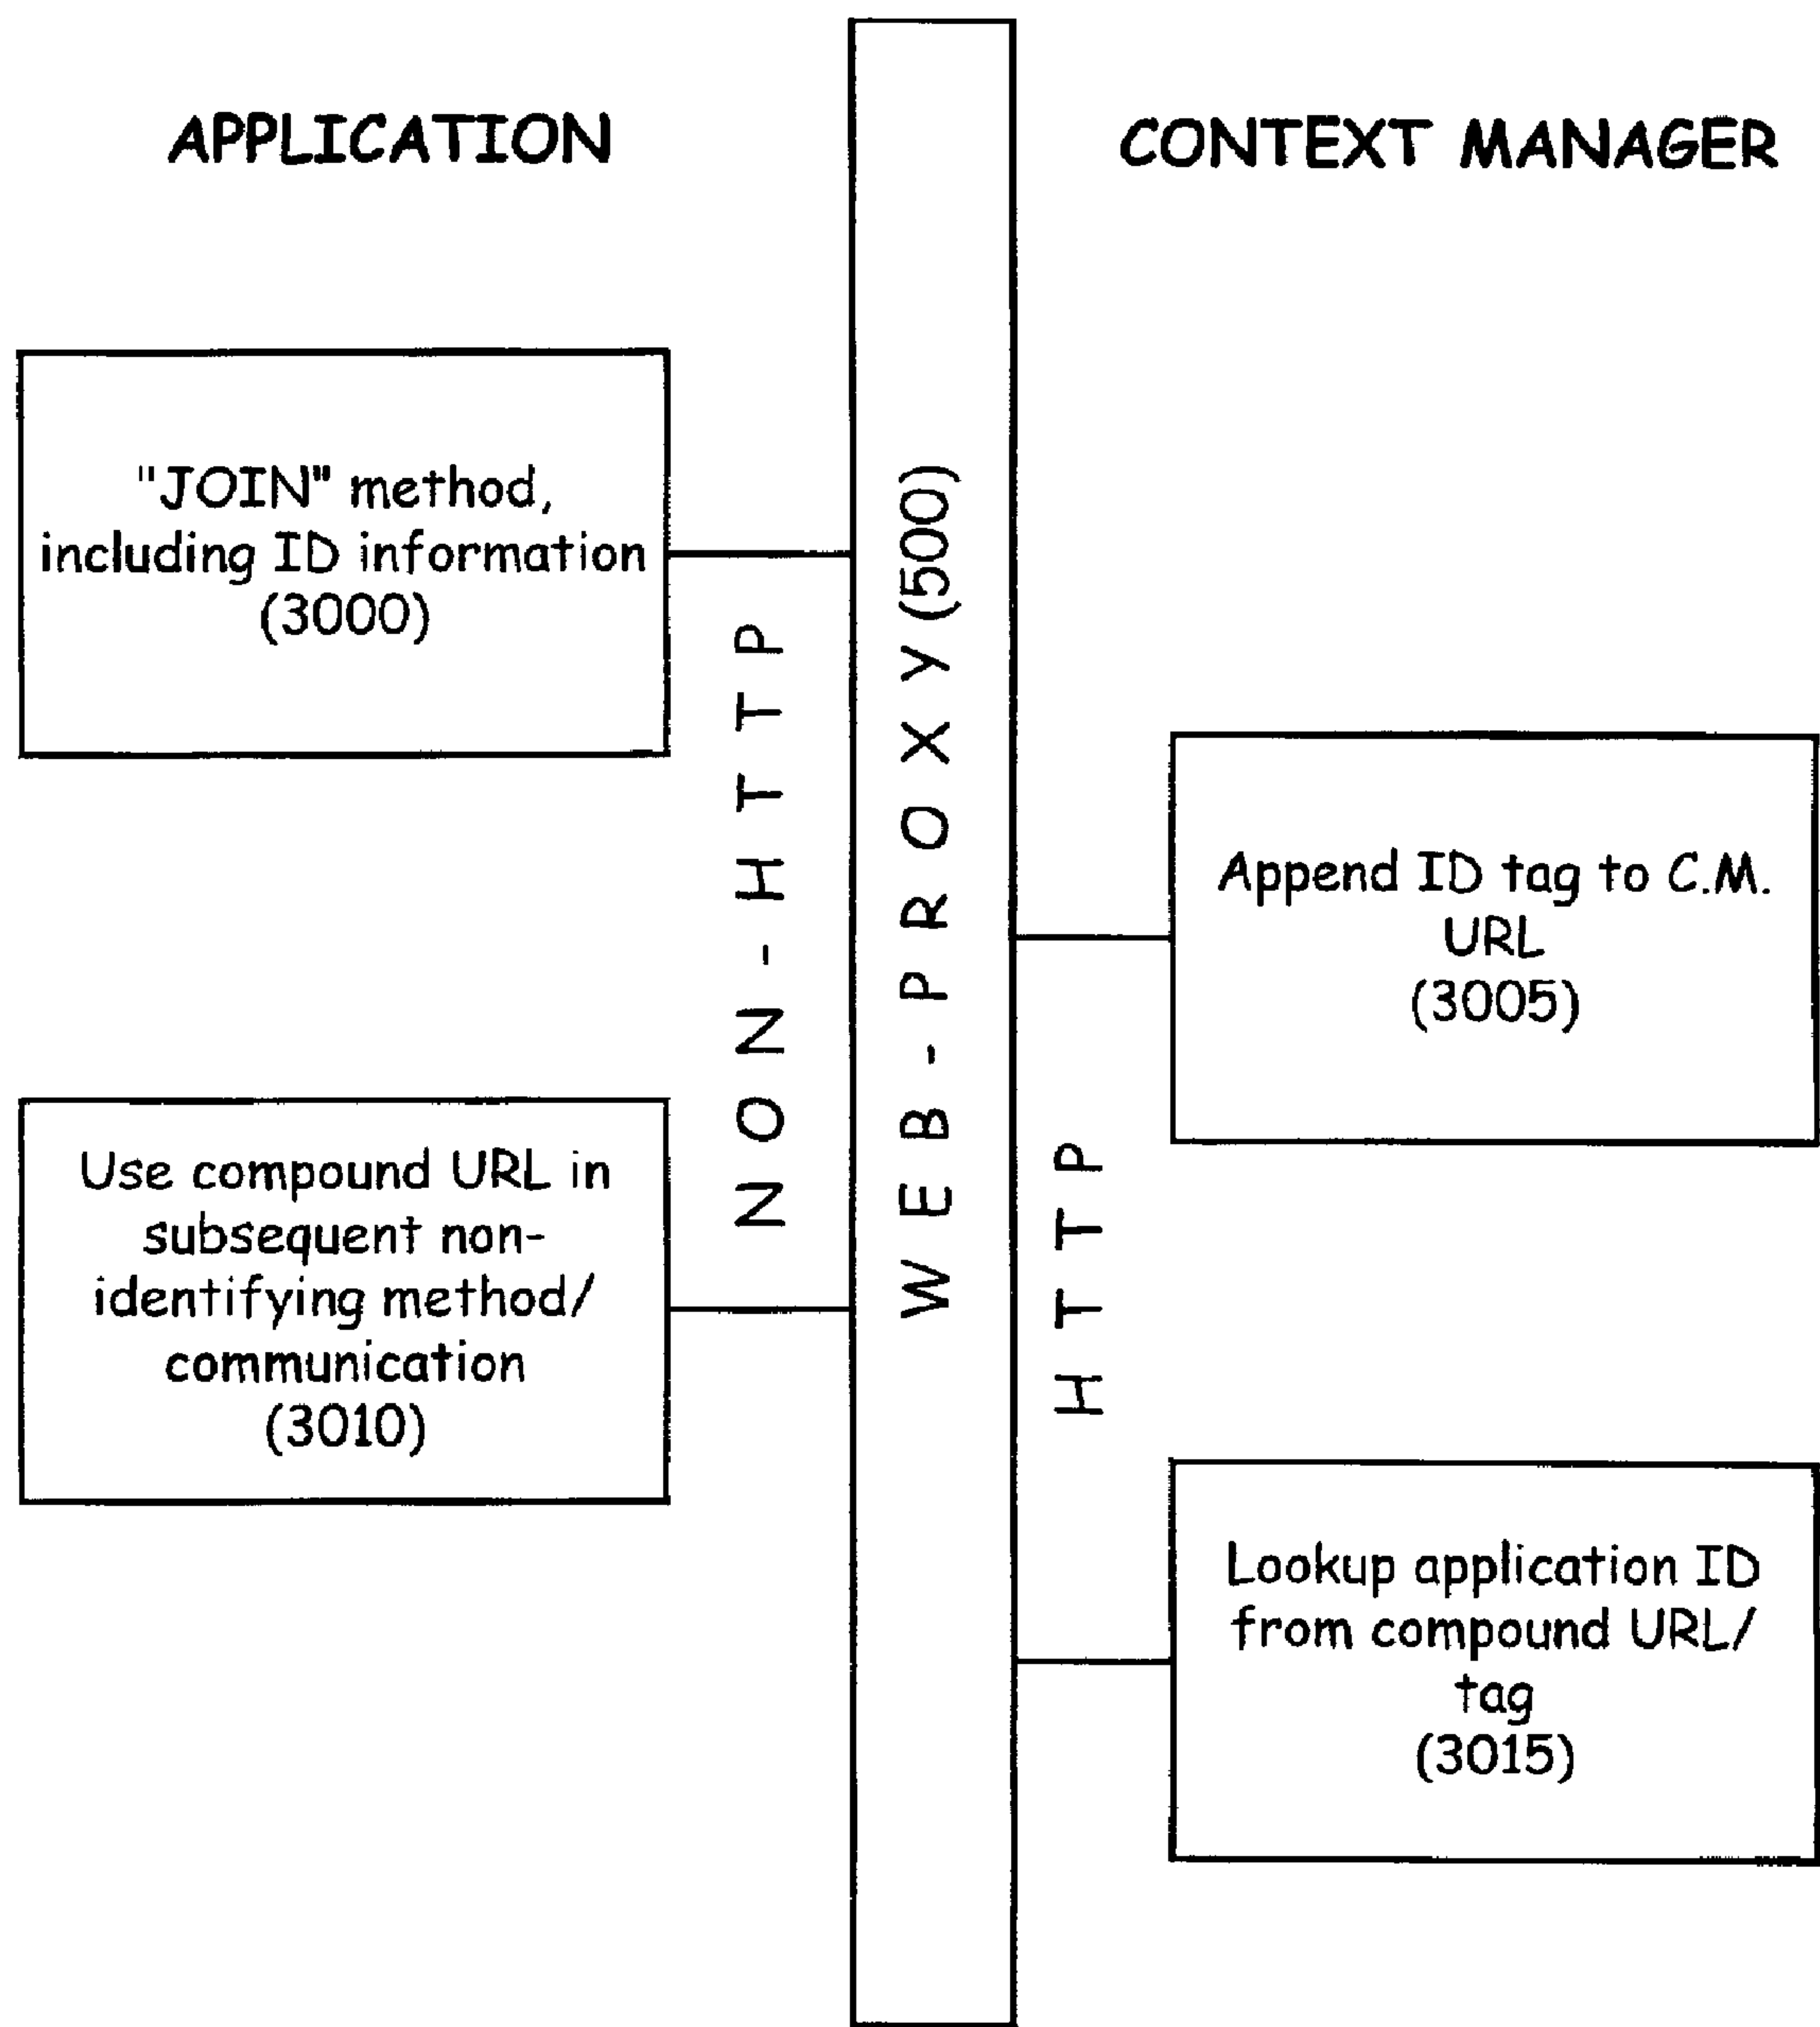 APPLICATION
CONTEXT MANAGER
"JOIN" method,
including ID information
(3000)
NON-HTTP
WEB-PROXY (500)
HTTP
Append ID tag to C.M.
URL
(3005)
Use compound URL in
subsequent non-
identifying method/
communication
(3010)
Lookup application ID
from compound URL/
tag
(3015)